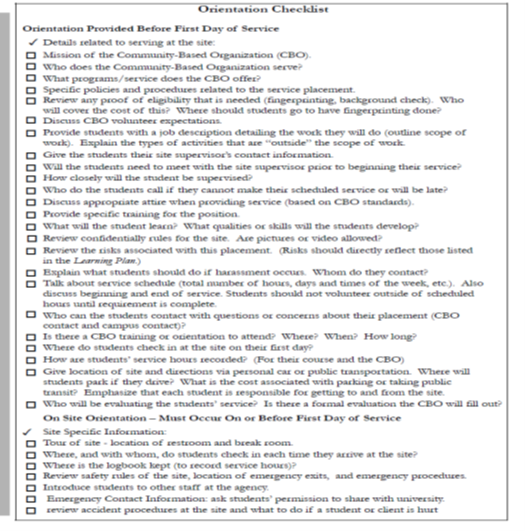 Orientation Checklist
Orientation Provided Before First Day of Service
✓ Details related to serving at the site:
☐ Mission of the Community-Based Organization (CBO).
☐ Who does the Community-Based Organization serve?
☐ What programs/service does the CBO offer?
☐ Specific policies and procedures related to the service placement.
☐ Review any proof of eligibility that is needed (fingerprinting, background check). Who
will cover the cost of this? Where should students go to have fingerprinting done?
☐ Discuss CBO volunteer expectations.
☐ Provide students with a job description detailing the work they will do (outline scope of
work). Explain the types of activities that are “outside” the scope of work.
☐ Give the students their site supervisor's contact information.
☐ Will the students need to meet with the site supervisor prior to beginning their service?
☐ How closely will the student be supervised?
☐ Who do the students call if they cannot make their scheduled service or will be late?
☐ Discuss appropriate attire when providing service (based on CBO standards).
☐ Provide specific training for the position.
☐ What will the student learn? What qualities or skills will the students develop?
☐ Review confidentially rules for the site. Are pictures or video allowed?
☐ Review the risks associated with this placement. (Risks should directly reflect those listed
in the Learning Plan.)
☐ Explain what students should do if harassment occurs. Whom do they contact?
☐ Talk about service schedule (total number of hours, days and times of the week, etc.). Also
discuss beginning and end of service. Students should not volunteer outside of scheduled
hours until requirement is complete.
☐ Who can the students contact with questions or concerns about their placement (CBO
contact and campus contact)?
☐ Is there a CBO training or orientation to attend? Where? When? How long?
☐ Where do students check in at the site on their first day?
☐ How are students' service hours recorded? (For their course and the CBO)
☐ Give location of site and directions via personal car or public transportation. Where will
students park if they drive? What is the cost associated with parking or taking public
transit? Emphasize that each student is responsible for getting to and from the site.
☐ Who will be evaluating the students' service? Is there a formal evaluation the CBO will fill out?
On Site Orientation – Must Occur On or Before First Day of Service
✓ Site Specific Information:
☐ Tour of site - location of restroom and break room.
☐ Where, and with whom, do students check in each time they arrive at the site?
☐ Where is the logbook kept (to record service hours)?
☐ Review safety rules of the site, location of emergency exits, and emergency procedures.
☐ Introduce students to other staff at the agency.
☐ Emergency Contact Information: ask students' permission to share with university.
☐ review accident procedures at the site and what to do if a student or client is hurt